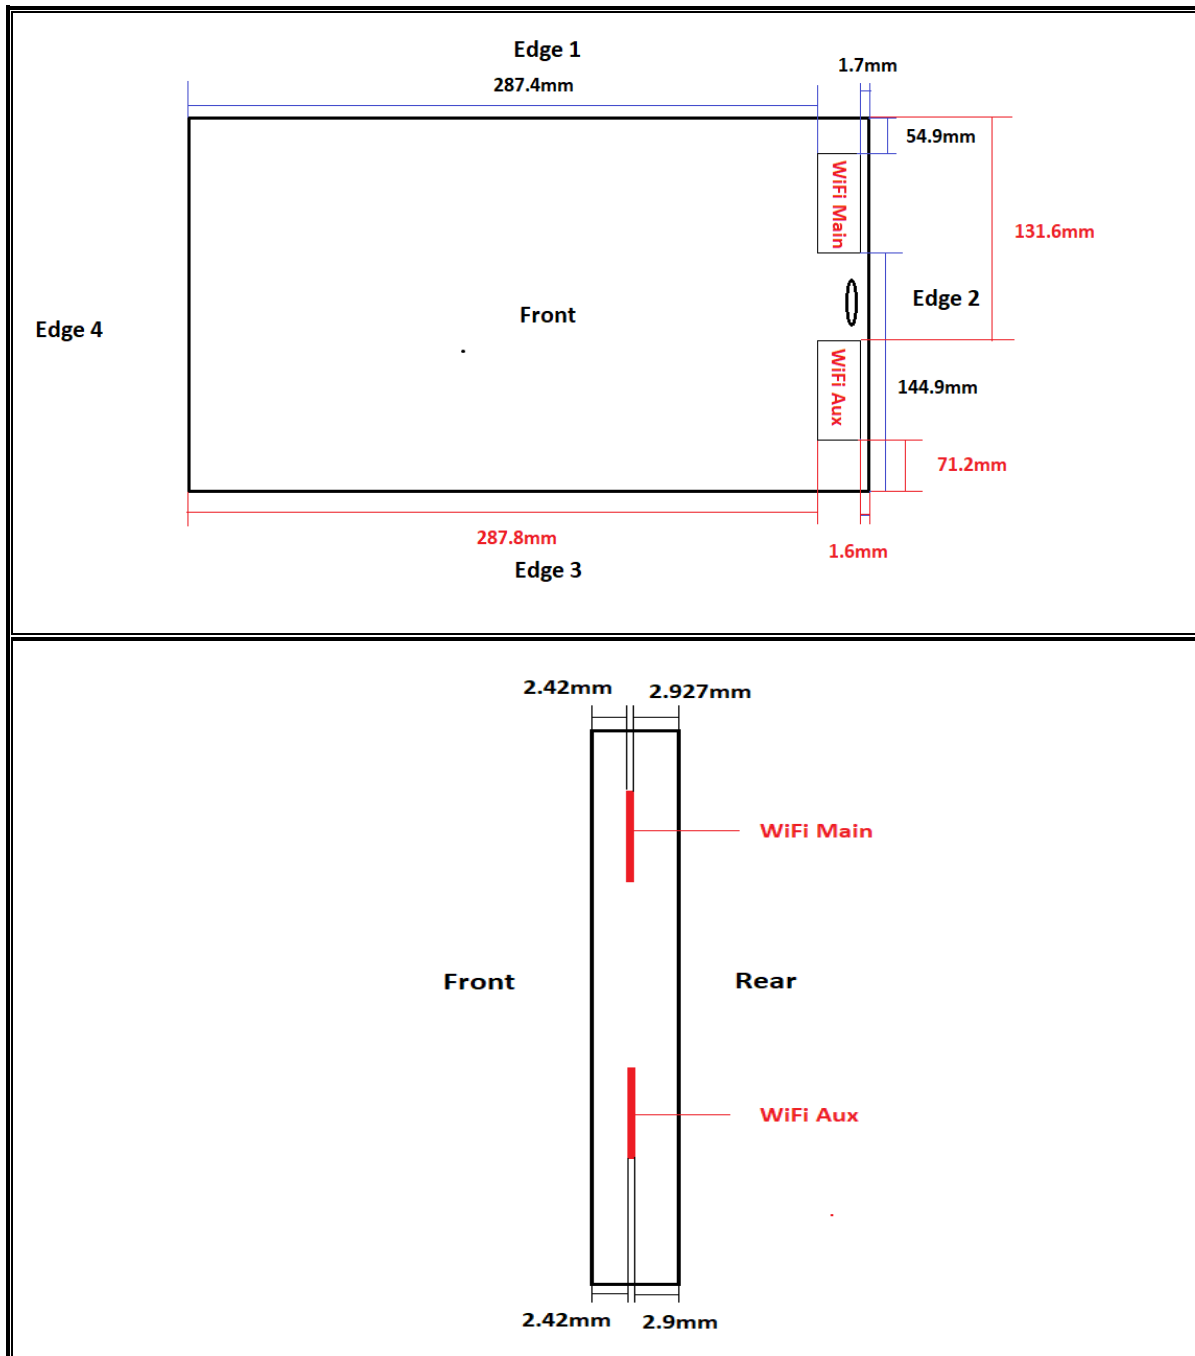 Edge 1
287.4mm
1.7mm
54.9mm
WiFi Main
131.6mm
Edge 2
Front
Edge 4
WiFi Aux
144.9mm
71.2mm
287.8mm
1.6mm
Edge 3
2.42mm
2.927mm
WiFi Main
Front
Rear
WiFi Aux
2.42mm
2.9mm